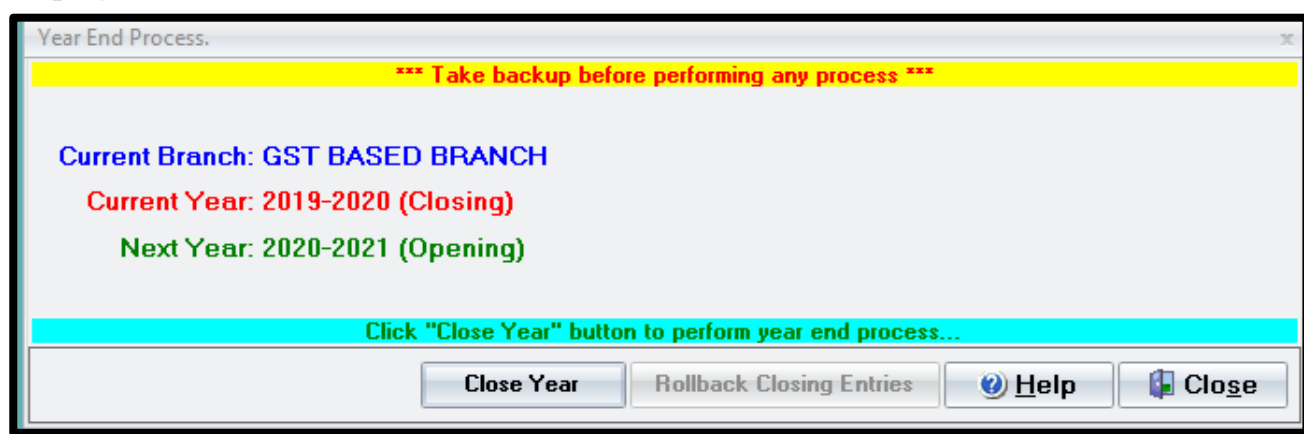 Year End Process. x
*** Take backup before performing any process ***
Current Branch: GST BASED BRANCH
Current Year: 2019-2020 (Closing)
Next Year: 2020-2021 (Opening)
Click "Close Year" button to perform year end process...
Close Year Rollback Closing Entries Help Close